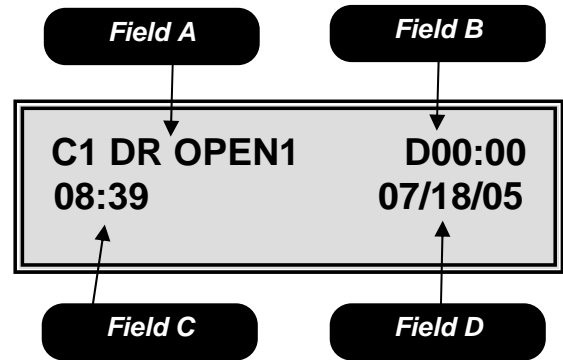 Field A Field B
C1 DR OPEN1 D00:00
08:39 07/18/05
Field C Field D